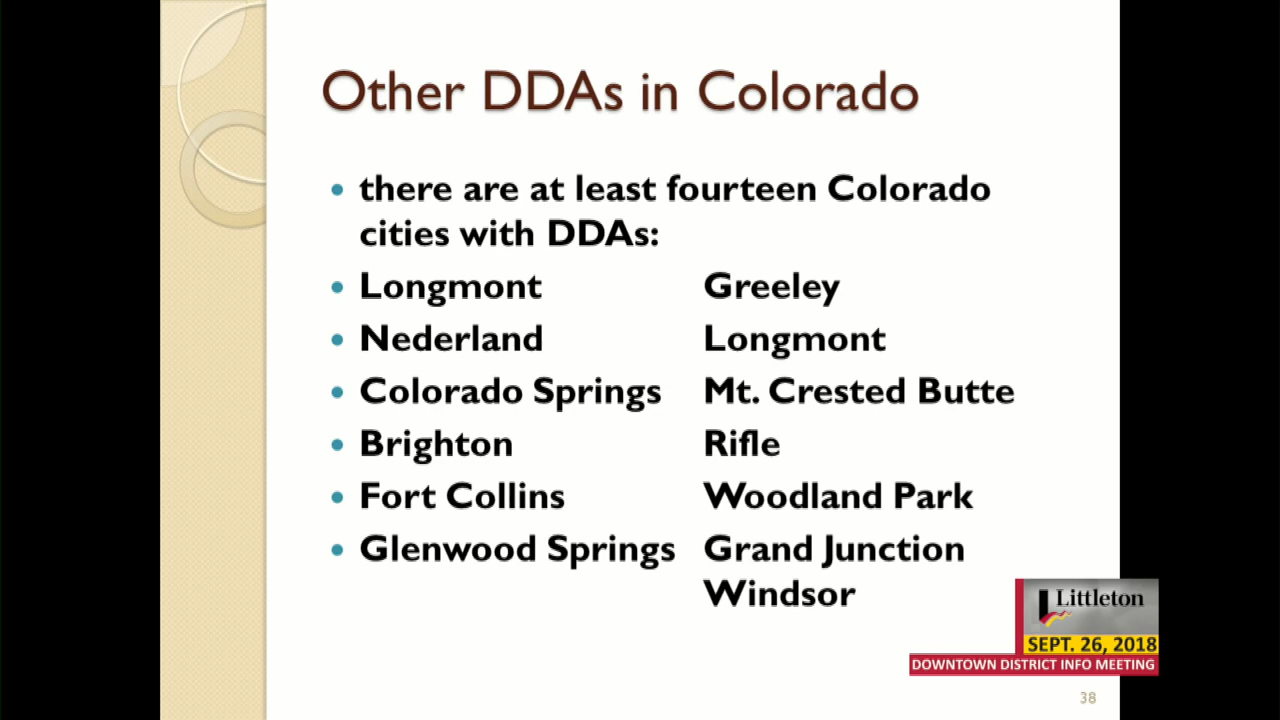 Other DDAs in Colorado
• there are at least fourteen Colorado
cities with DDAs:
• Longmont Greeley
• Nederland Longmont
• Colorado Springs Mt. Crested Butte
• Brighton Rifle
• Fort Collins Woodland Park
• Glenwood Springs Grand Junction
Windsor
Littleton
SEPT. 26, 2018
DOWNTOWN DISTRICT INFO MEETING
38